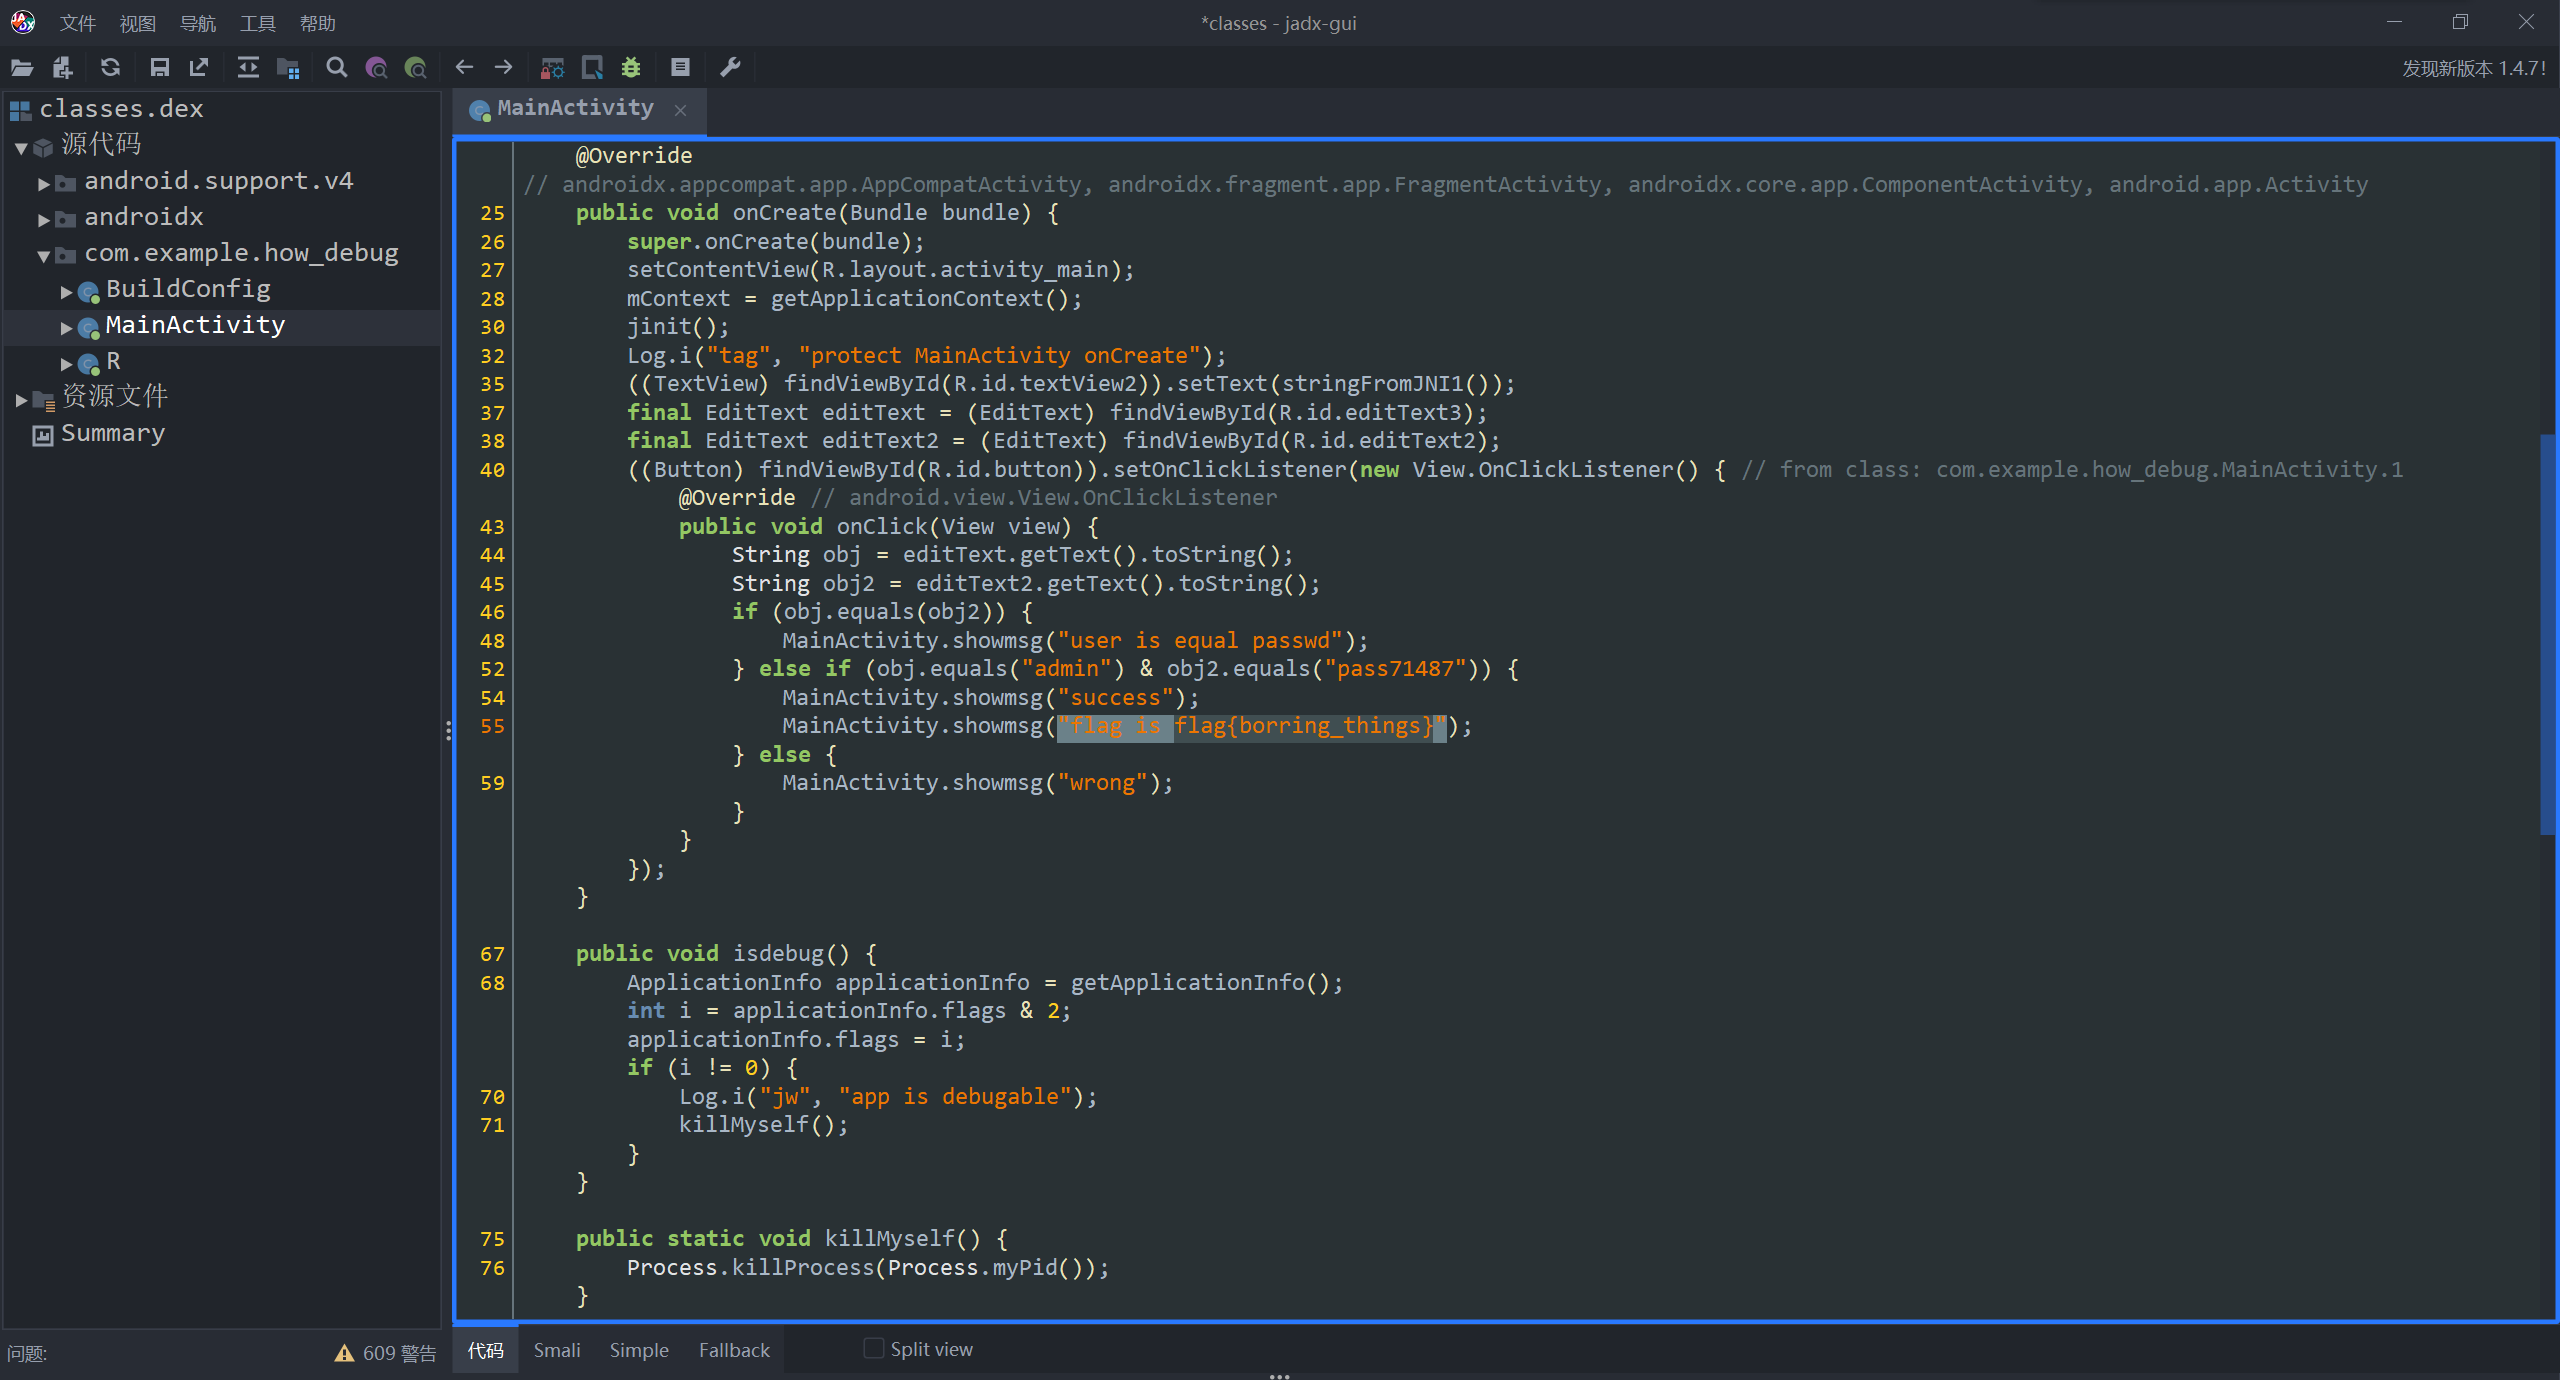 文件 视图 导航 工具 帮助
*classes - jadx-gui
发现新版本 1.4.7!
classes.dex
源代码
android.support.v4
androidx
com.example.how_debug
BuildConfig
MainActivity
R
资源文件
Summary
MainActivity
@Override
// androidx.appcompat.app.AppCompatActivity, androidx.fragment.app.FragmentActivity, androidx.core.app.ComponentActivity, android.app.Activity
25 public void onCreate(Bundle bundle) {
26 super.onCreate(bundle);
27 setContentView(R.layout.activity_main);
28 mContext = getApplicationContext();
30 jinit();
32 Log.i("tag", "protect MainActivity onCreate");
35 ((TextView) findViewById(R.id.textView2)).setText(stringFromJNI1());
37 final EditText editText = (EditText) findViewById(R.id.editText3);
38 final EditText editText2 = (EditText) findViewById(R.id.editText2);
40 ((Button) findViewById(R.id.button)).setOnClickListener(new View.OnClickListener() { // from class: com.example.how_debug.MainActivity.1
@Override // android.view.View.OnClickListener
43 public void onClick(View view) {
44 String obj = editText.getText().toString();
45 String obj2 = editText2.getText().toString();
46 if (obj.equals(obj2)) {
48 MainActivity.showmsg("user is equal passwd");
52 } else if (obj.equals("admin") & obj2.equals("pass71487")) {
54 MainActivity.showmsg("success");
55 MainActivity.showmsg("flag is flag{borring_things}");
} else {
59 MainActivity.showmsg("wrong");
}
}
});
}
67 public void isdebug() {
68 ApplicationInfo applicationInfo = getApplicationInfo();
int i = applicationInfo.flags & 2;
applicationInfo.flags = i;
if (i != 0) {
70 Log.i("jw", "app is debugable");
71 killMyself();
}
}
75 public static void killMyself() {
76 Process.killProcess(Process.myPid());
}
问题: 609 警告
代码 Smali Simple Fallback Split view